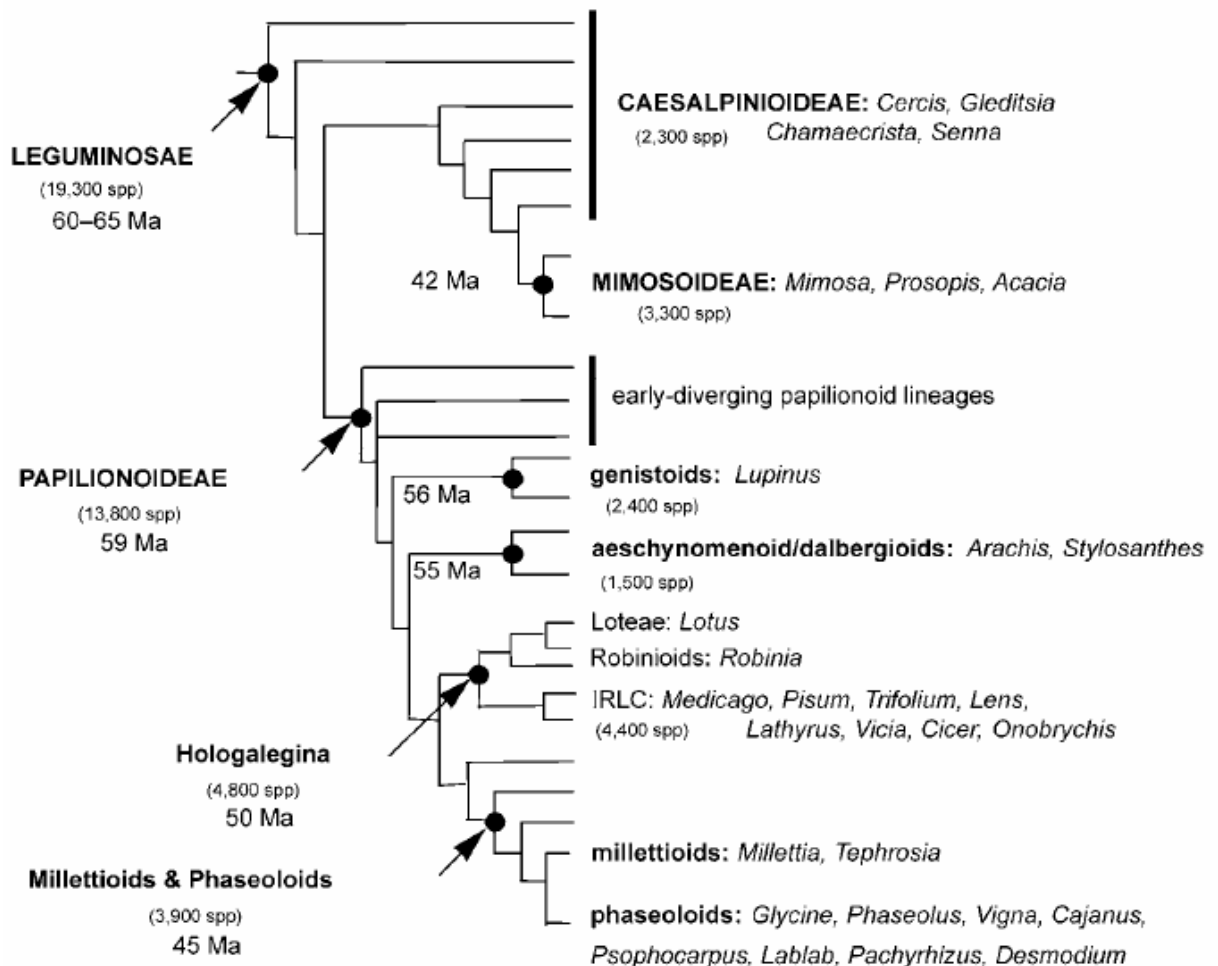 CAESALPINIOIDEAE: Cercis, Gleditsia
(2,300 spp) Chamaecrista, Senna
LEGUMINOSAE
(19,300 spp)
60–65 Ma
42 Ma
MIMOSOIDEAE: Mimosa, Prosopis, Acacia
(3,300 spp)
early-diverging papilionoid lineages
PAPILIONOIDEAE
(13,800 spp)
59 Ma
56 Ma
genistoids: Lupinus
(2,400 spp)
55 Ma
aeschynomenoid/dalbergioids: Arachis, Stylosanthes
(1,500 spp)
Loteae: Lotus
Robinioids: Robinia
IRLC: Medicago, Pisum, Trifolium, Lens,
(4,400 spp) Lathyrus, Vicia, Cicer, Onobrychis
Hologalegina
(4,800 spp)
50 Ma
Millettioids & Phaseoloids
(3,900 spp)
45 Ma
millettioids: Millettia, Tephrosia
phaseoloids: Glycine, Phaseolus, Vigna, Cajanus,
Psophocarpus, Lablab, Pachyrhizus, Desmodium